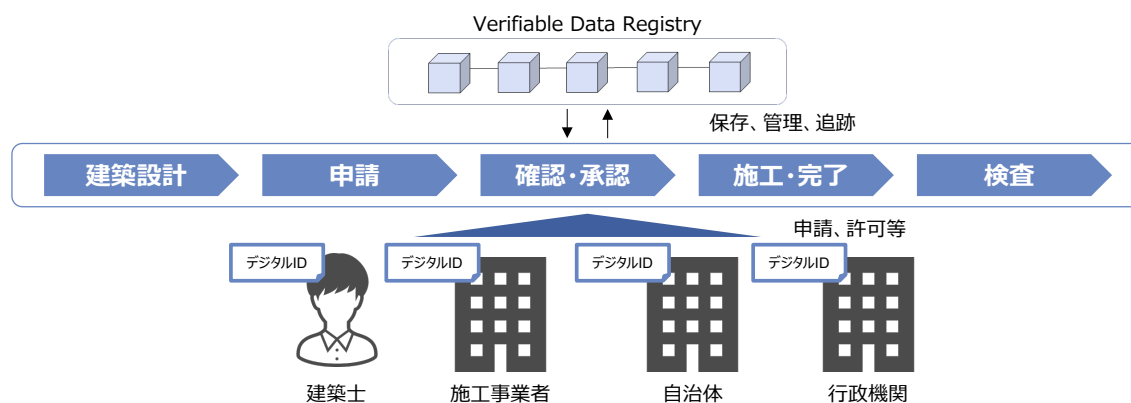 Verifiable Data Registry
保存、管理、追跡
建築設計
申請
確認・承認
施工・完了
検査
申請、許可等
デジタルID
デジタルID
デジタルID
デジタルID
建築士
施工事業者
自治体
行政機関